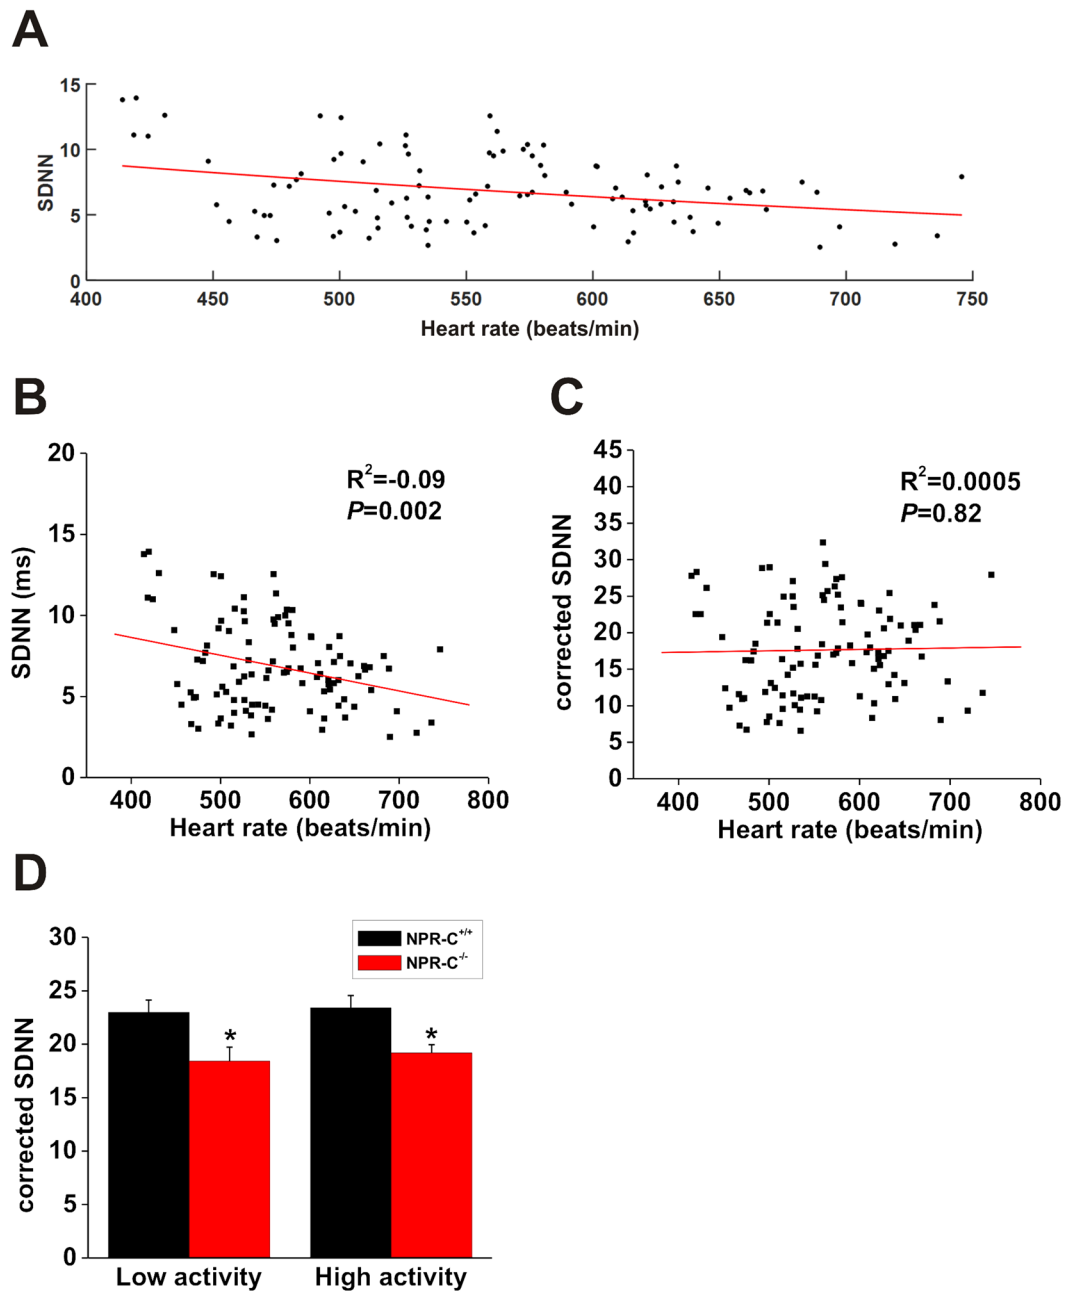 A
15
10
5
0
SDNN
400 450 500 550 600 650 700 750
Heart rate (beats/min)
B
20
15
10
5
0
SDNN (ms)
R²=-0.09
P=0.002
400 500 600 700 800
Heart rate (beats/min)
C
45
40
35
30
25
20
15
10
5
0
corrected SDNN
R²=0.0005
P=0.82
400 500 600 700 800
Heart rate (beats/min)
D
30
25
20
15
10
5
0
corrected SDNN
NPR-C+/+
NPR-C-/-
* *
Low activity High activity